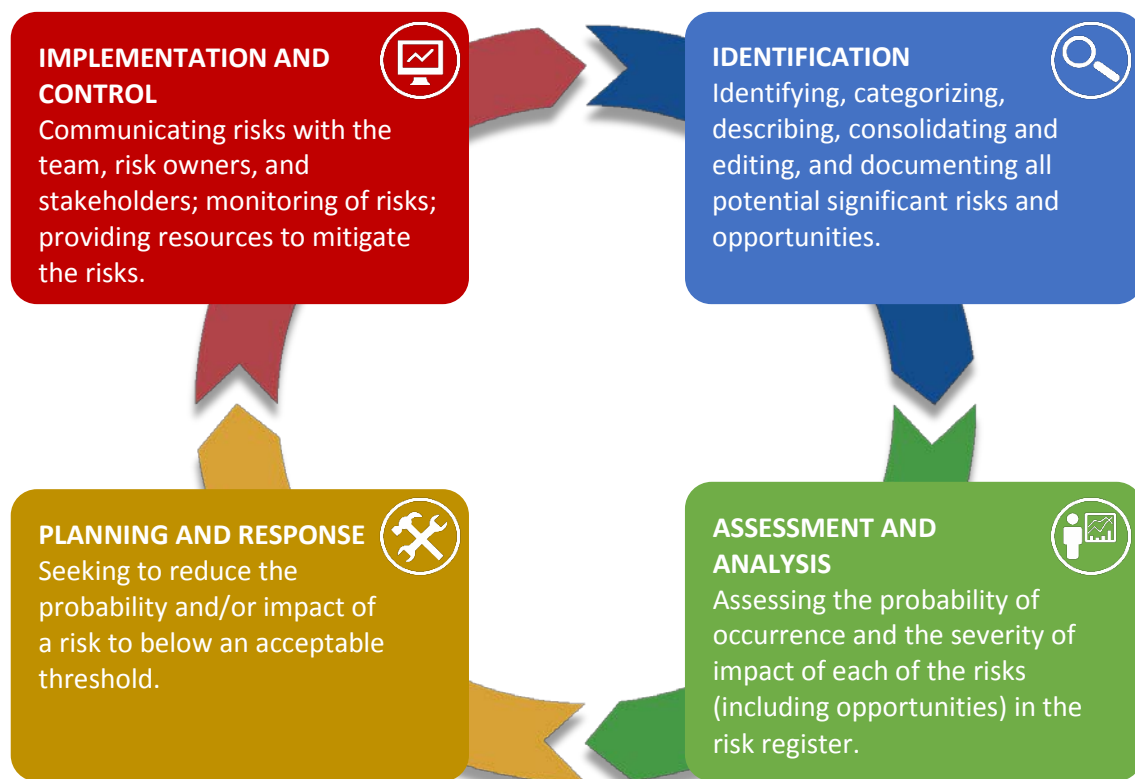 IMPLEMENTATION AND
CONTROL
Communicating risks with the
team, risk owners, and
stakeholders; monitoring of risks;
providing resources to mitigate
the risks.
IDENTIFICATION
Identifying, categorizing,
describing, consolidating and
editing, and documenting all
potential significant risks and
opportunities.
PLANNING AND RESPONSE
Seeking to reduce the
probability and/or impact of
a risk to below an acceptable
threshold.
ASSESSMENT AND
ANALYSIS
Assessing the probability of
occurrence and the severity of
impact of each of the risks
(including opportunities) in the
risk register.